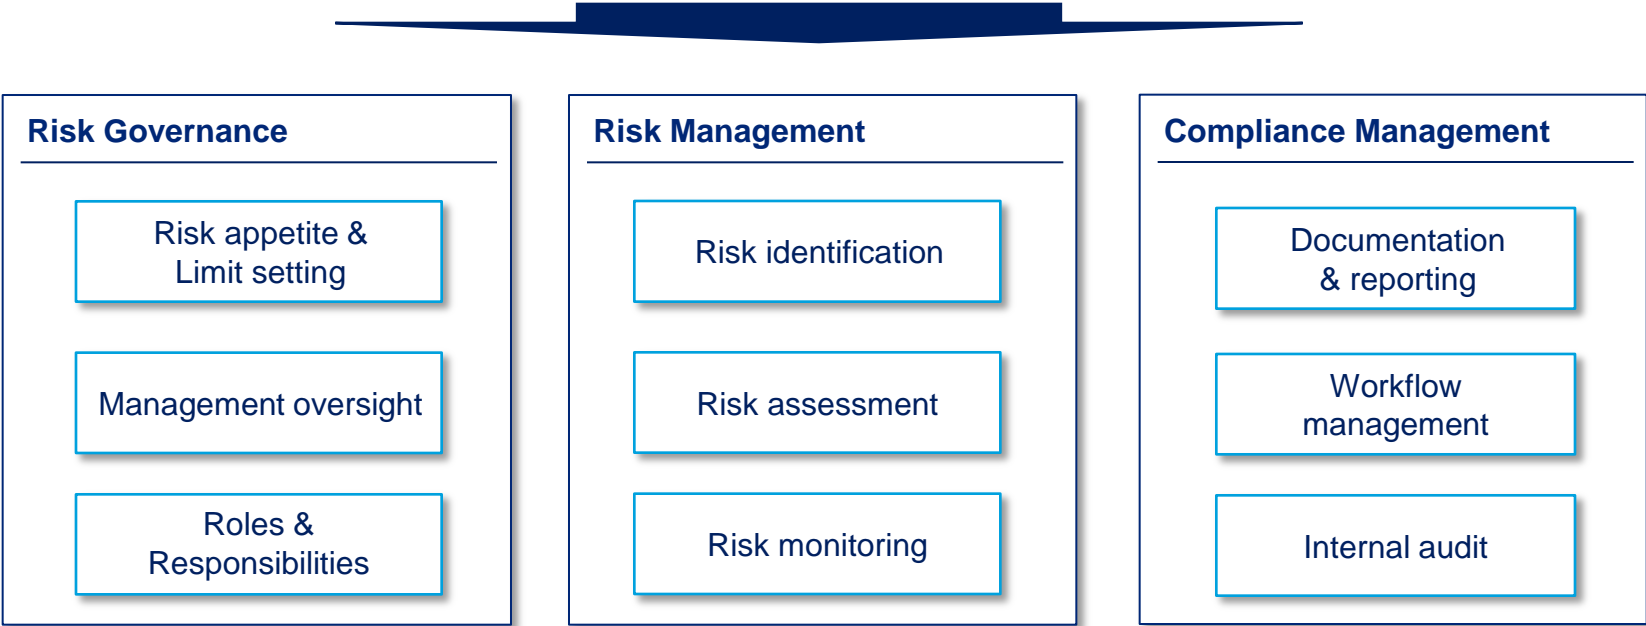 Risk Governance
Risk appetite &
Limit setting
Management oversight
Roles &
Responsibilities
Risk Management
Risk identification
Risk assessment
Risk monitoring
Compliance Management
Documentation
& reporting
Workflow
management
Internal audit